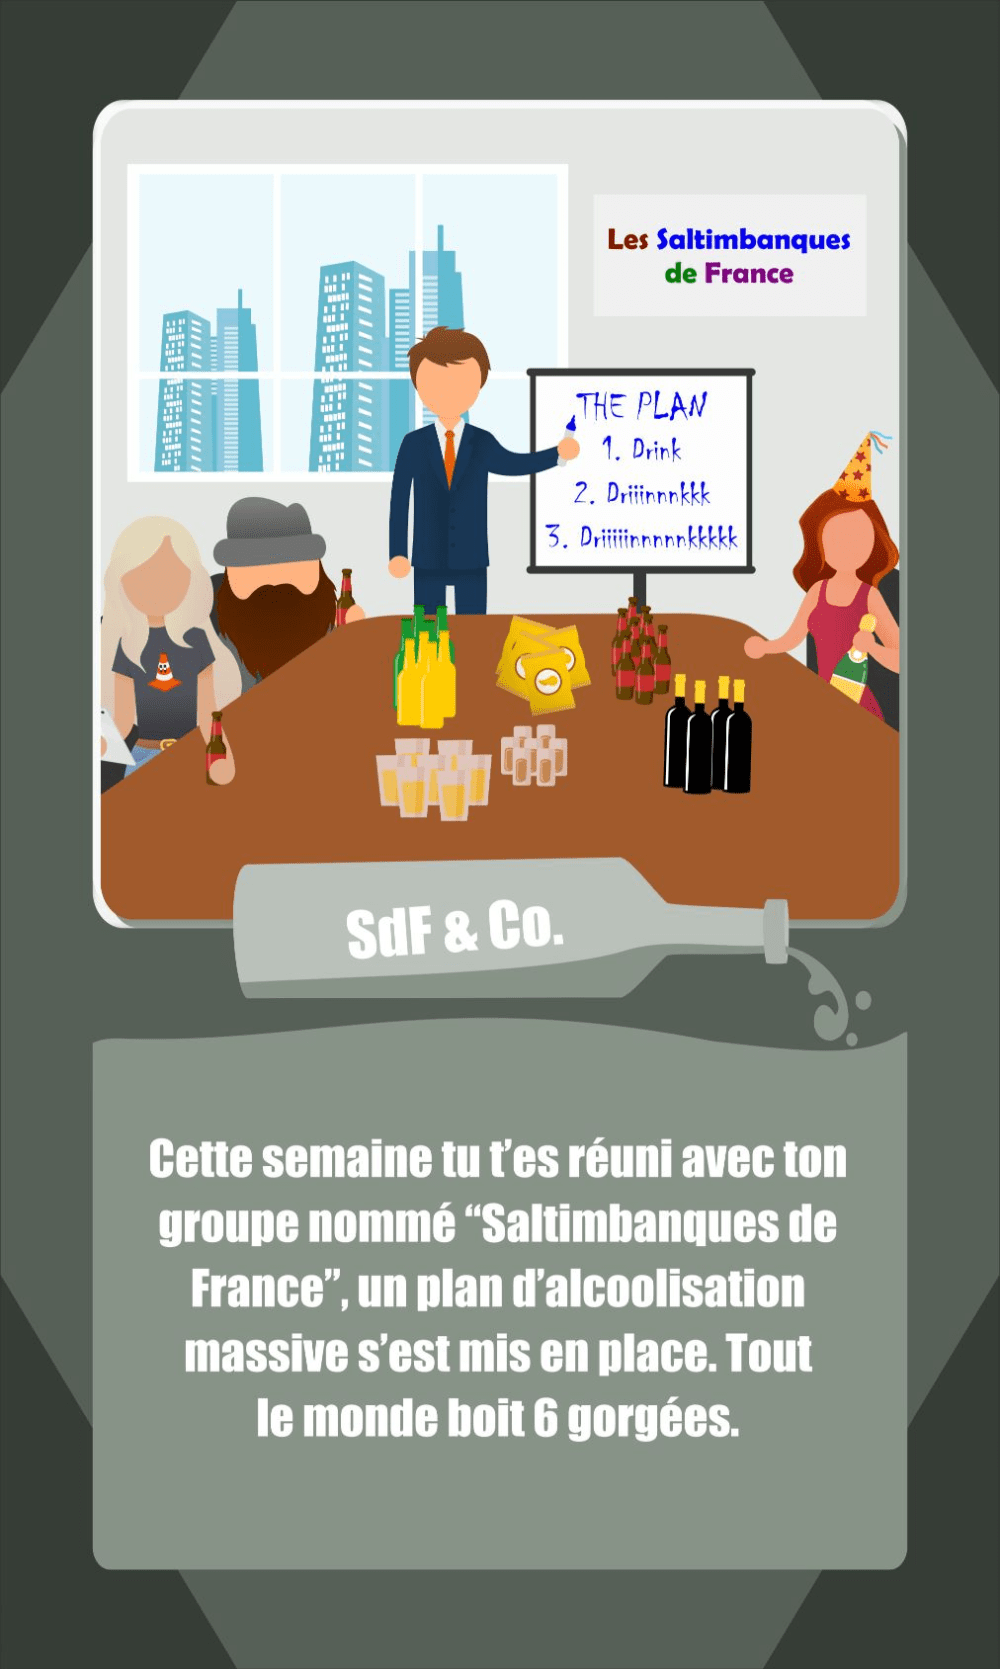 Les Saltimbanques
de France
THE PLAN
1. Drink
2. Driiinnnkkk
3. Driiiiinnnnnkkkkk
SdF & Co.
Cette semaine tu t’es réuni avec ton
groupe nommé “Saltimbanques de
France”, un plan d’alcoolisation
massive s’est mis en place. Tout
le monde boit 6 gorgées.